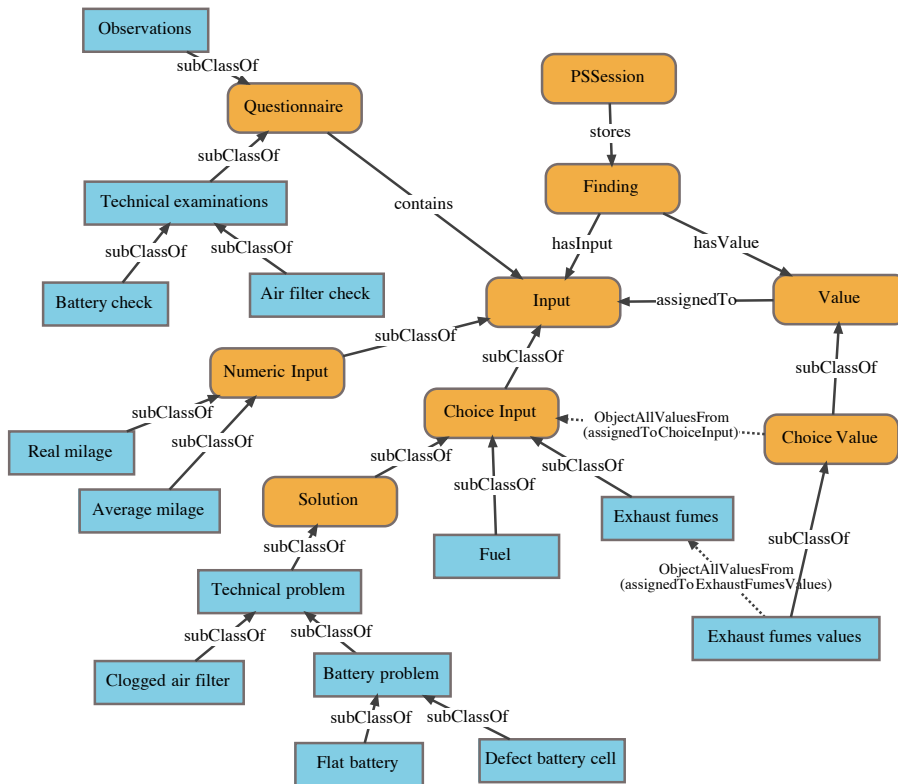 Observations
subClassOf
PSSession
Questionnaire
stores
subClassOf
Finding
Technical examinations
contains
subClassOf
subClassOf
hasInput
hasValue
Battery check
Air filter check
Input
assignedTo
Value
subClassOf
Numeric Input
subClassOf
subClassOf
subClassOf
Choice Input
ObjectAllValuesFrom
(assignedToChoiceInput)
Real milage
subClassOf
Choice Value
subClassOf
Average milage
Solution
subClassOf
Exhaust fumes
subClassOf
Fuel
subClassOf
ObjectAllValuesFrom
(assignedToExhaustFumesValues)
Technical problem
subClassOf
subClassOf
Exhaust fumes values
Clogged air filter
Battery problem
subClassOf
subClassOf
Flat battery
Defect battery cell